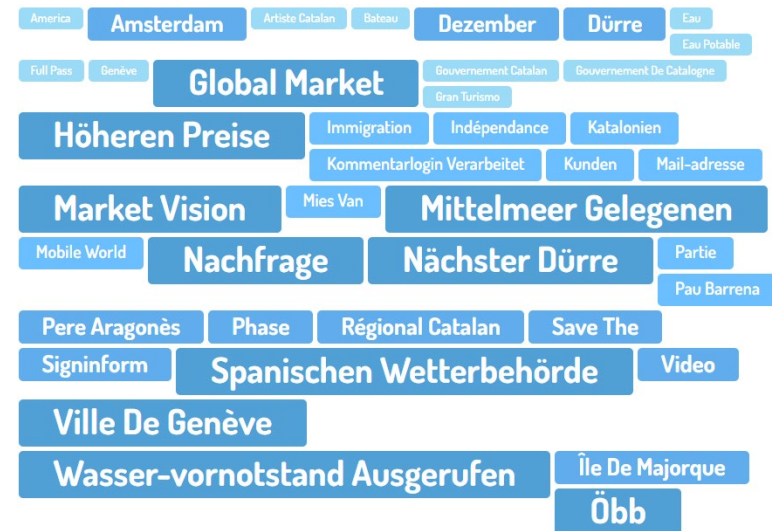 America Amsterdam Artiste Catalan Bateau Dezember Dürre Eau
Eau Potable
Full Pass Genève Global Market Gouvernement Catalan Gouvernement De Catalogne
Gran Turismo
Höheren Preise Immigration Indépendance Katalonien
Kommentarlogin Verarbeitet Kunden Mail-adresse
Market Vision Mies Van Mittelmeer Gelegenen
Mobile World Nachfrage Nächster Dürre Partie
Pau Barrena
Pere Aragonès Phase Régional Catalan Save The
Signinform Spanischen Wetterbehörde Video
Ville De Genève
Wasser-vornotstand Ausgerufen Île De Majorque
Öbb